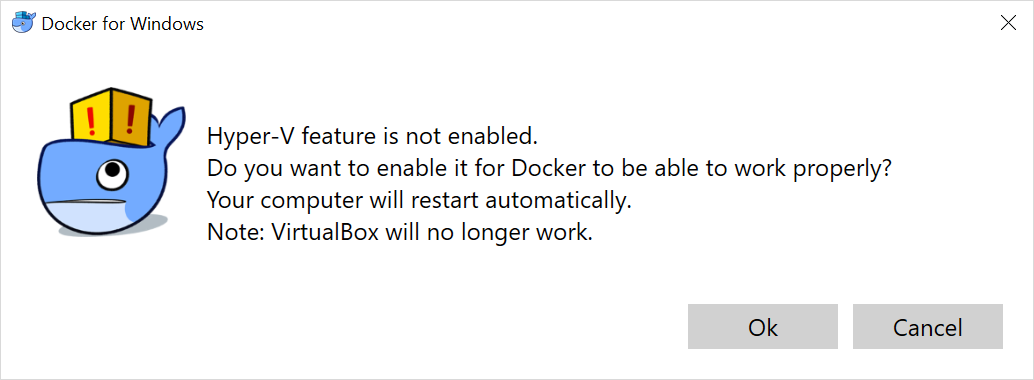 Docker for Windows
Hyper-V feature is not enabled.
Do you want to enable it for Docker to be able to work properly?
Your computer will restart automatically.
Note: VirtualBox will no longer work.
Ok
Cancel